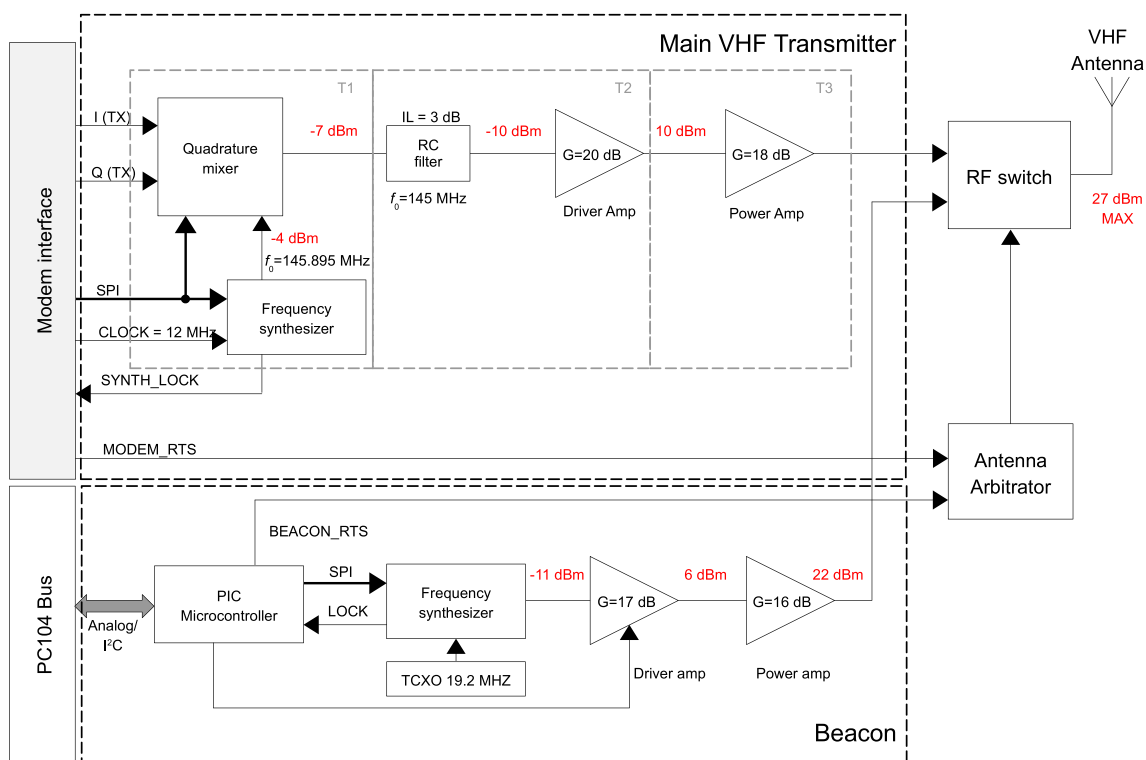 Main VHF Transmitter
VHF
Antenna
T1
T2
T3
I (TX)
Q (TX)
Quadrature
mixer
-7 dBm
IL = 3 dB
RC
filter
f0=145 MHz
-10 dBm
G=20 dB
Driver Amp
10 dBm
G=18 dB
Power Amp
RF switch
27 dBm
MAX
-4 dBm
f0=145.895 MHz
Modem interface
SPI
CLOCK = 12 MHz
Frequency
synthesizer
SYNTH_LOCK
MODEM_RTS
Antenna
Arbitrator
BEACON_RTS
PC104 Bus
Analog/
I²C
PIC
Microcontroller
SPI
LOCK
Frequency
synthesizer
TCXO 19.2 MHZ
-11 dBm
G=17 dB
Driver amp
6 dBm
G=16 dB
Power amp
22 dBm
Beacon